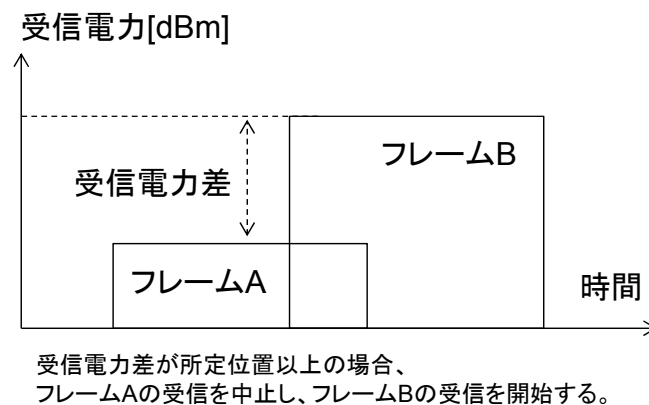 受信電力[dBm]
フレームB
受信電力差
フレームA
時間
受信電力差が所定位置以上の場合、
フレームAの受信を中止し、フレームBの受信を開始する。